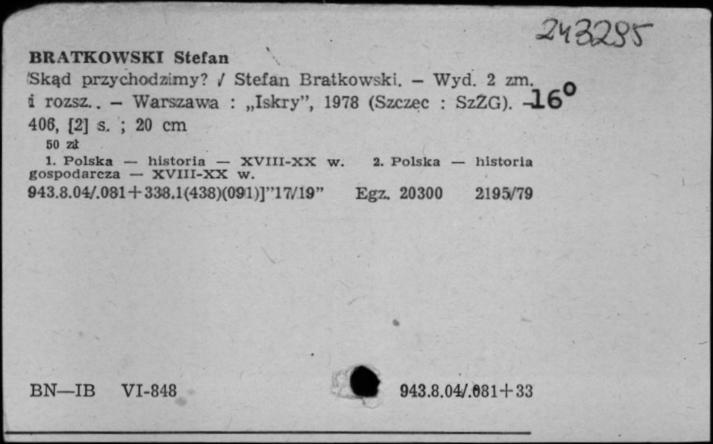 243295
BRATKOWSKI Stefan
Skąd przychodzimy? / Stefan Bratkowski. — Wyd. 2 zm.
i rozsz.. — Warszawa : „Iskry”, 1978 (Szczec : SzZG). —
16°
406, [2] s. ; 20 cm
50 zł
1. Polska — historia — XVIII-XX w. 2. Polska — historia
gospodarcza — XVIII-XX w.
943.8.04/.081+338.1(438)(091)]”17/19” Egz. 20300 2195/79
BN—IB VI-848 943.8.04/.081+33